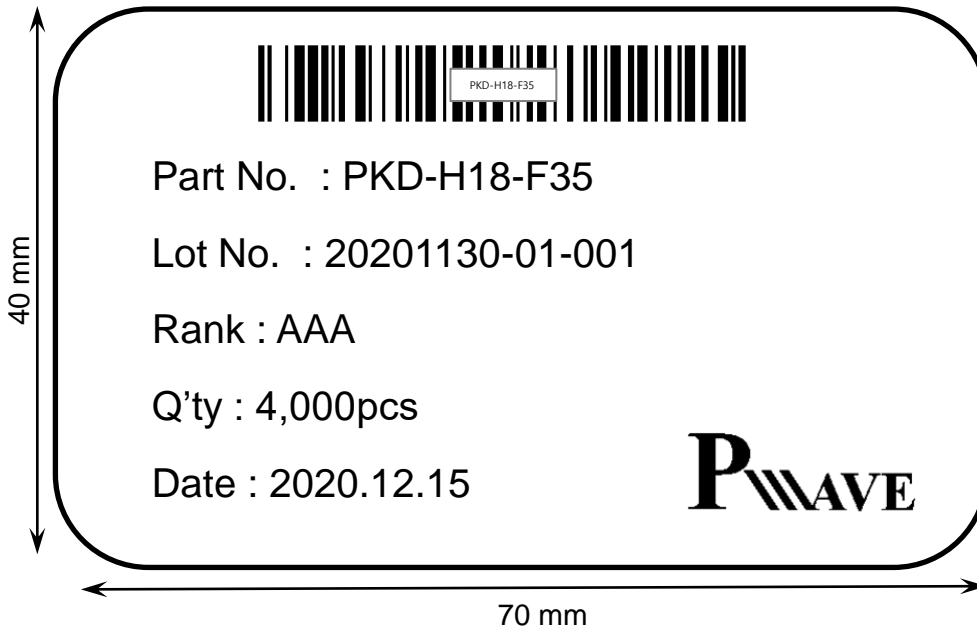 PKD-H18-F35
Part No. : PKD-H18-F35
Lot No. : 20201130-01-001
Rank : AAA
Q’ty : 4,000pcs
Date : 2020.12.15
PWAVE
40 mm
70 mm